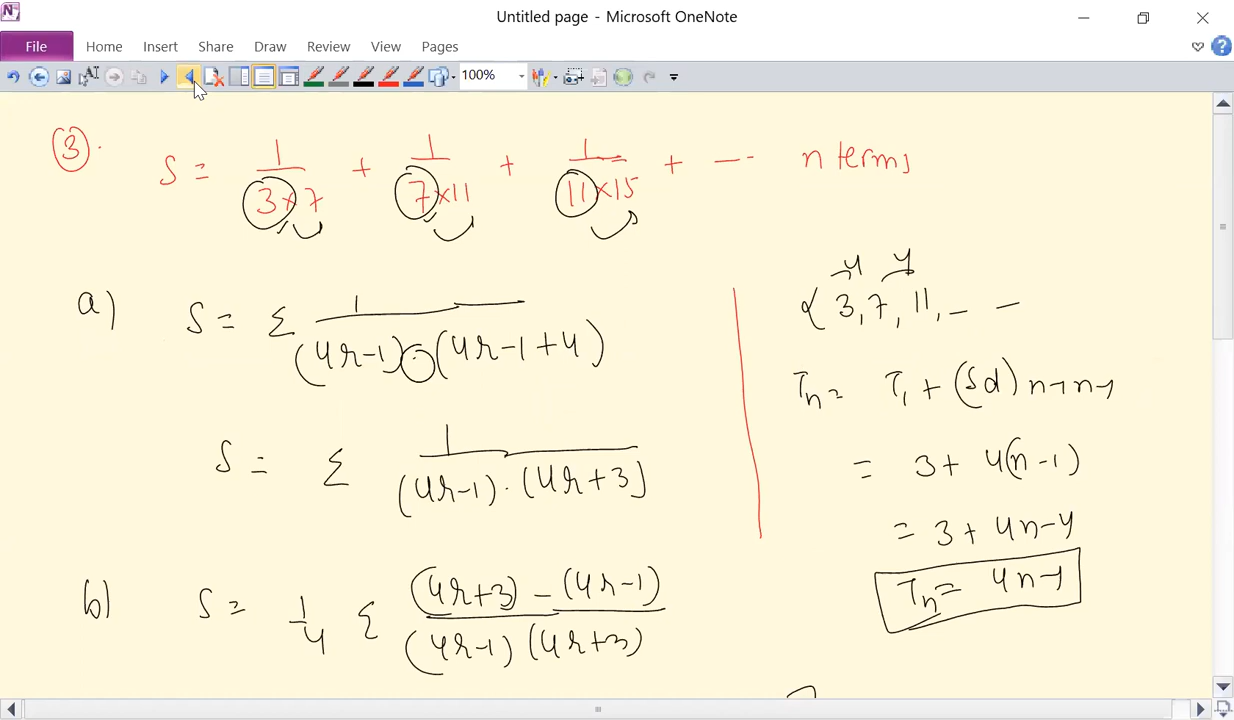 Untitled page - Microsoft OneNote
File Home Insert Share Draw Review View Pages
100%
③. S = 1/(3×7) + 1/(7×11) + 1/(11×15) + --- n terms
a) S = Σ 1/((4r-1)·(4r-1+4))
S = Σ 1/((4r-1)·(4r+3))
b) S = 1/4 Σ ((4r+3) - (4r-1))/((4r-1)(4r+3))
4 4
3, 7, 11, - -
Tn = T1 + (Sd) n→n-1
= 3 + 4(n-1)
= 3 + 4n-4
Tn = 4n-1